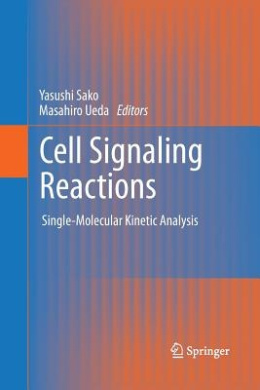 Yasushi Sako
Masahiro Ueda Editors
Cell Signaling
Reactions
Single-Molecular Kinetic Analysis
Springer